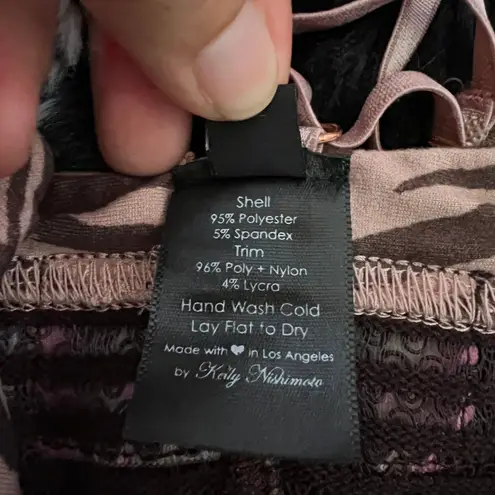 Shell
95% Polyester
5% Spandex
Trim
96% Poly + Nylon
4% Lycra
Hand Wash Cold
Lay Flat to Dry
Made with ❤ in Los Angeles
by Keily Nishimoto